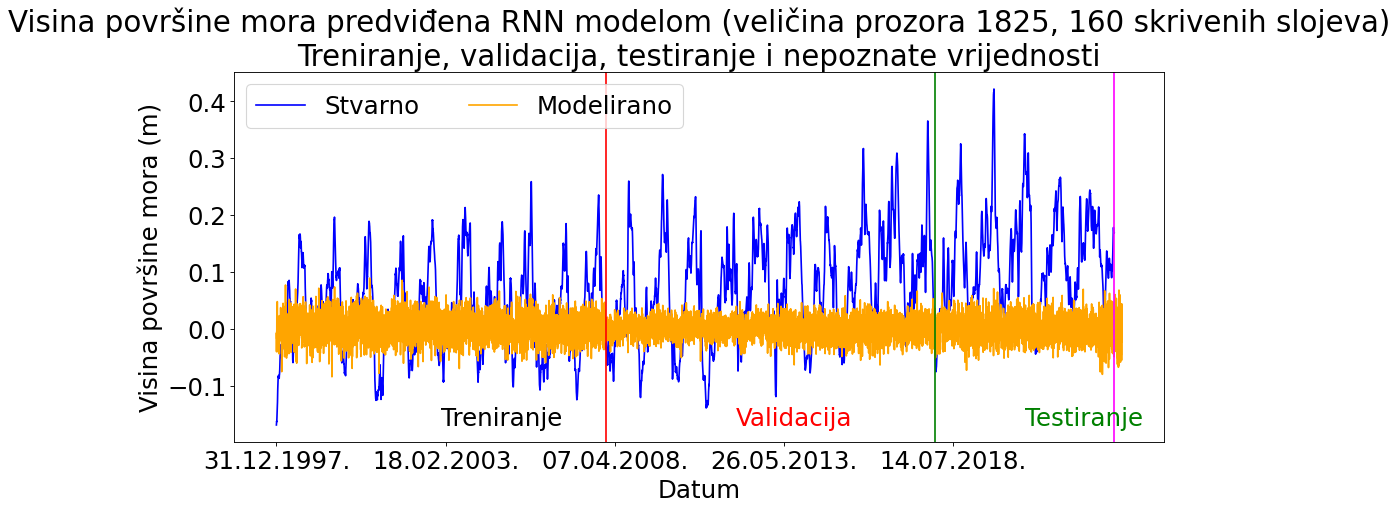 Visina površine mora predviđena RNN modelom (veličina prozora 1825, 160 skrivenih slojeva)
Treniranje, validacija, testiranje i nepoznate vrijednosti
Stvarno
Modelirano
Visina površine mora (m)
0.4
0.3
0.2
0.1
0.0
−0.1
Treniranje
Validacija
Testiranje
31.12.1997.
18.02.2003.
07.04.2008.
26.05.2013.
14.07.2018.
Datum